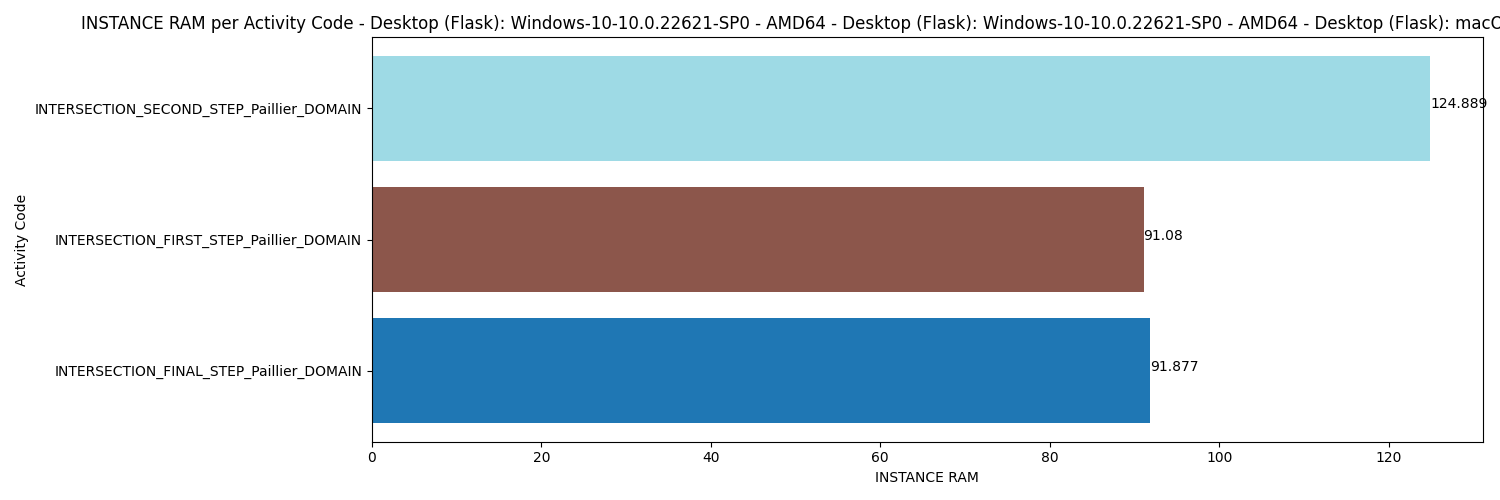 INSTANCE RAM per Activity Code - Desktop (Flask): Windows-10-10.0.22621-SP0 - AMD64 - Desktop (Flask): Windows-10-10.0.22621-SP0 - AMD64 - Desktop (Flask):
INTERSECTION_SECOND_STEP_Paillier_DOMAIN
124.889
INTERSECTION_FIRST_STEP_Paillier_DOMAIN
91.08
INTERSECTION_FINAL_STEP_Paillier_DOMAIN
91.877
Activity Code
0 20 40 60 80 100 120
INSTANCE RAM